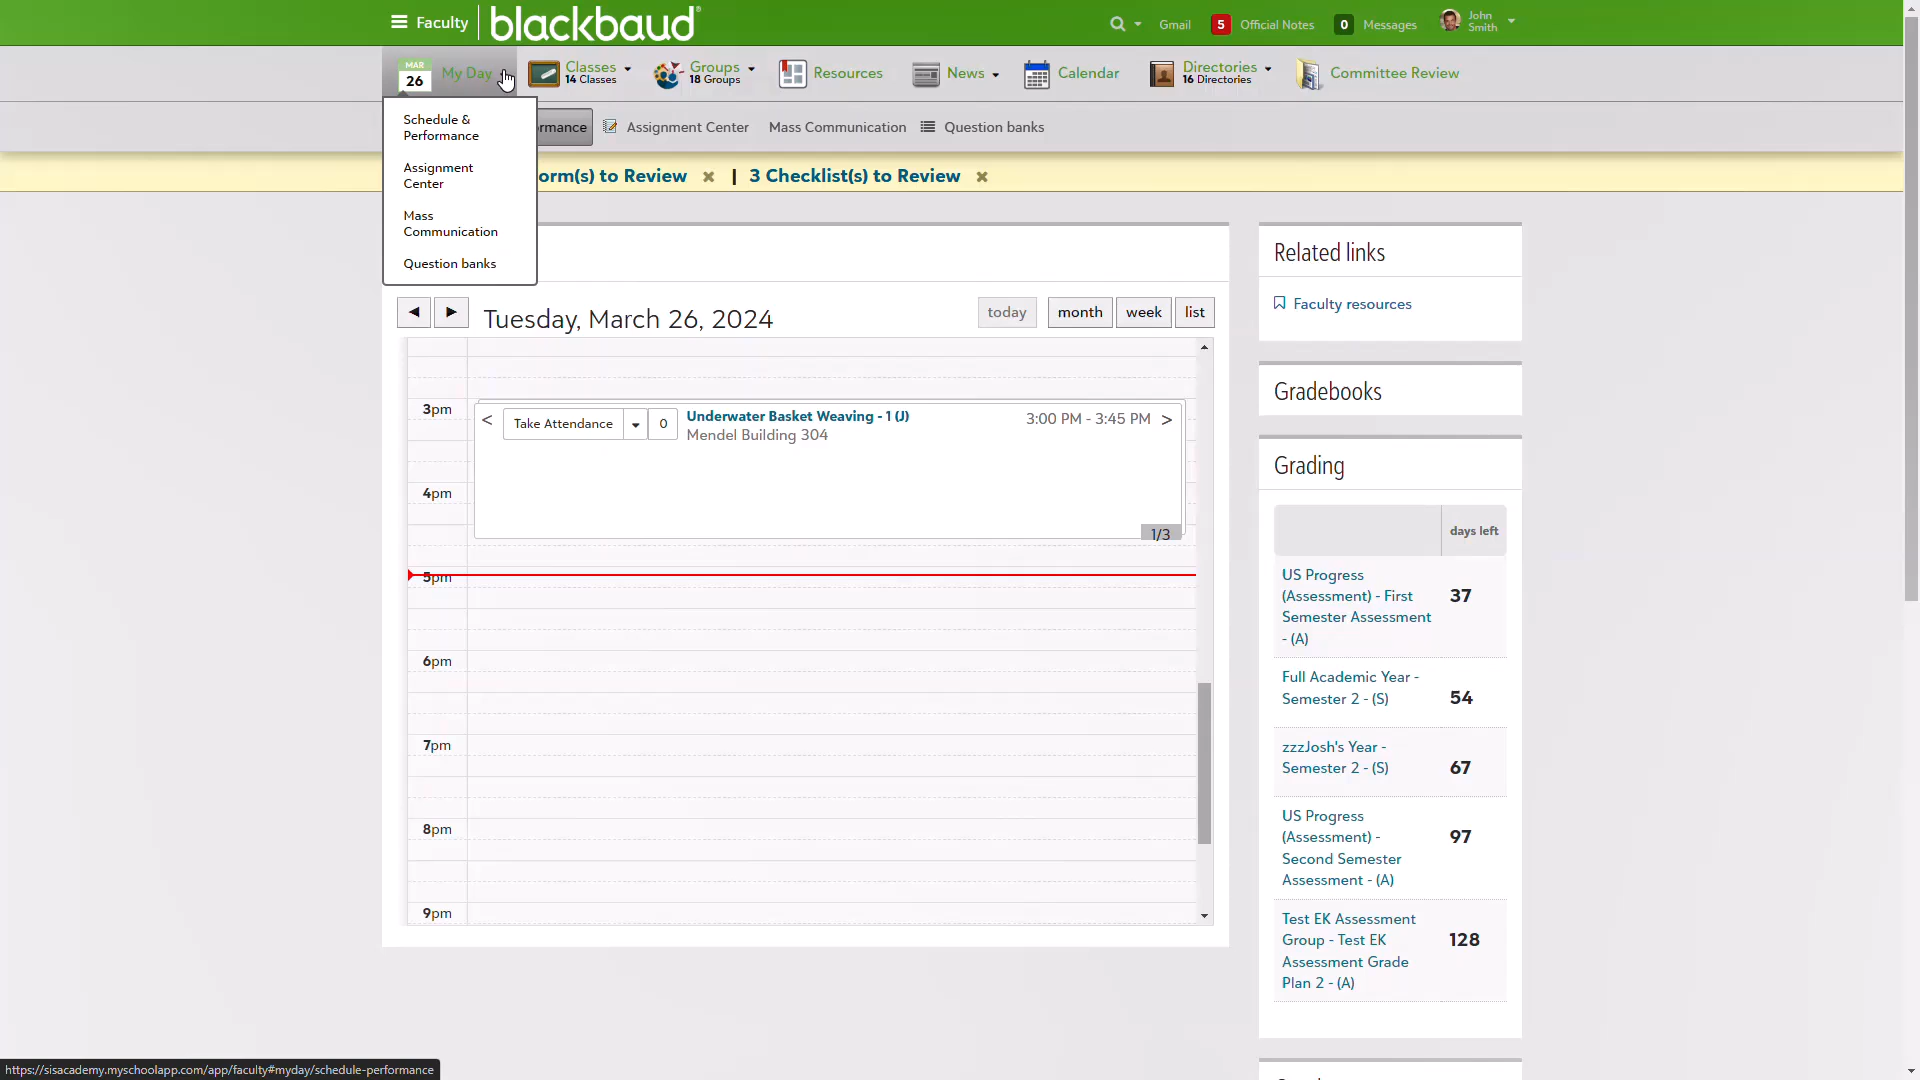 Faculty
blackbaud®
Gmail
5 Official Notes
0 Messages
John
Smith
MAR
26
My Day
Classes
14 Classes
Groups
18 Groups
Resources
News
Calendar
Directories
16 Directories
Committee Review
Schedule &
Performance
Assignment
Center
Mass
Communication
Question banks
rmance
Assignment Center
Mass Communication
Question banks
orm(s) to Review × | 3 Checklist(s) to Review ×
Tuesday, March 26, 2024
today
month
week
list
3pm
4pm
5pm
6pm
7pm
8pm
9pm
< Take Attendance 0
Underwater Basket Weaving - 1 (J)
Mendel Building 304
3:00 PM - 3:45 PM >
1/3
Related links
Faculty resources
Gradebooks
Grading
days left
US Progress
(Assessment) - First
Semester Assessment
- (A)
37
Full Academic Year -
Semester 2 - (S)
54
zzzJosh's Year -
Semester 2 - (S)
67
US Progress
(Assessment) -
Second Semester
Assessment - (A)
97
Test EK Assessment
Group - Test EK
Assessment Grade
Plan 2 - (A)
128
https://sisacademy.myschoolapp.com/app/faculty#myday/schedule-performance